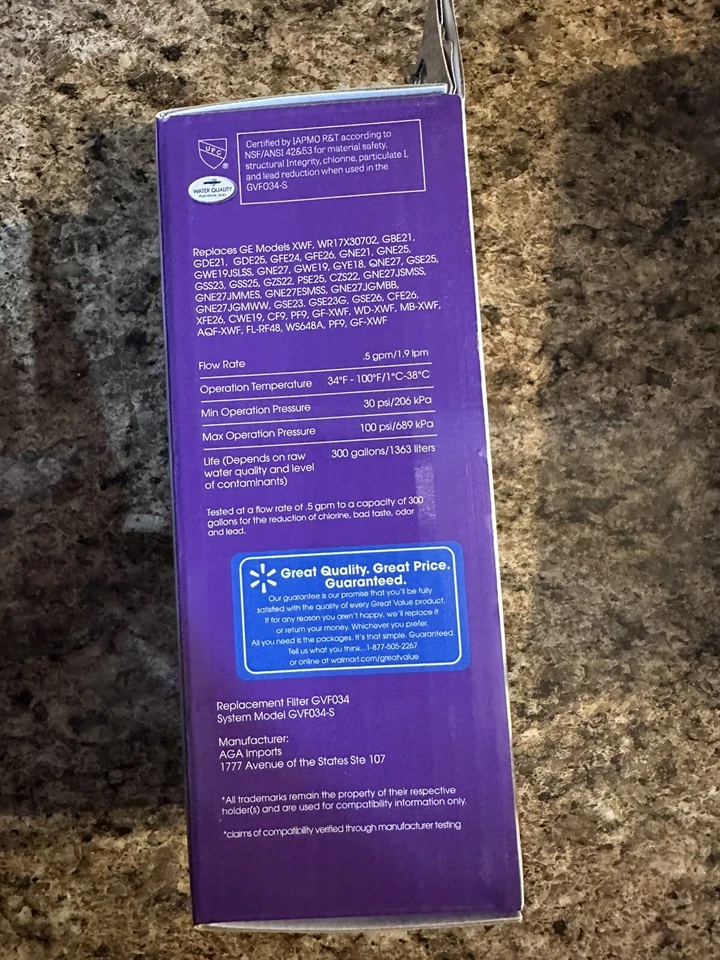 UPC
®
WATER QUALITY
Certified by IAPMO R&T according to
NSF/ANSI 42&53 for material safety,
structural Integrity, chlorine, particulate I,
and lead reduction when used in the
GVF034-S
Replaces GE Models XWF, WR17X30702, GBE21,
GDE21, GDE25, GFE24, GFE26, GNE21, GNE25,
GWE19JSLSS, GNE27, GWE19, GYE18, QNE27, GSE25,
GSS23, GSS25, GZS22, PSE25, CZS22, GNE27JSMSS,
GNE27JMMES, GNE27ESMSS, GNE27JGMBB,
GNE27JGMWW, GSE23. GSE23G, GSE26, CFE26,
XFE26, CWE19, CF9, PF9, GF-XWF, WD-XWF, MB-XWF,
AQF-XWF, FL-RF48, WS648A, PF9, GF-XWF
Flow Rate .5 gpm/1.9 lpm
Operation Temperature 34°F - 100°F/1°C-38°C
Min Operation Pressure 30 psi/206 kPa
Max Operation Pressure 100 psi/689 kPa
Life (Depends on raw 300 gallons/1363 liters
water quality and level
of contaminants)
Tested at a flow rate of .5 gpm to a capacity of 300
gallons for the reduction of chlorine, bad taste, odor
and lead.
Great Quality. Great Price.
Guaranteed.
Our guarantee is our promise that you'll be fully
satisfied with the quality of every Great Value product.
If for any reason you aren't happy, we'll replace it
or return your money. Whichever you prefer.
All you need is the packages. It's that simple. Guaranteed.
Tell us what you think...1-877-505-2267
or online at walmart.com/greatvalue
Replacement Filter GVF034
System Model GVF034-S
Manufacturer:
AGA Imports
1777 Avenue of the States Ste 107
*All trademarks remain the property of their respective
holder(s) and are used for compatibility information only.
*claims of compatibility verified through manufacturer testing